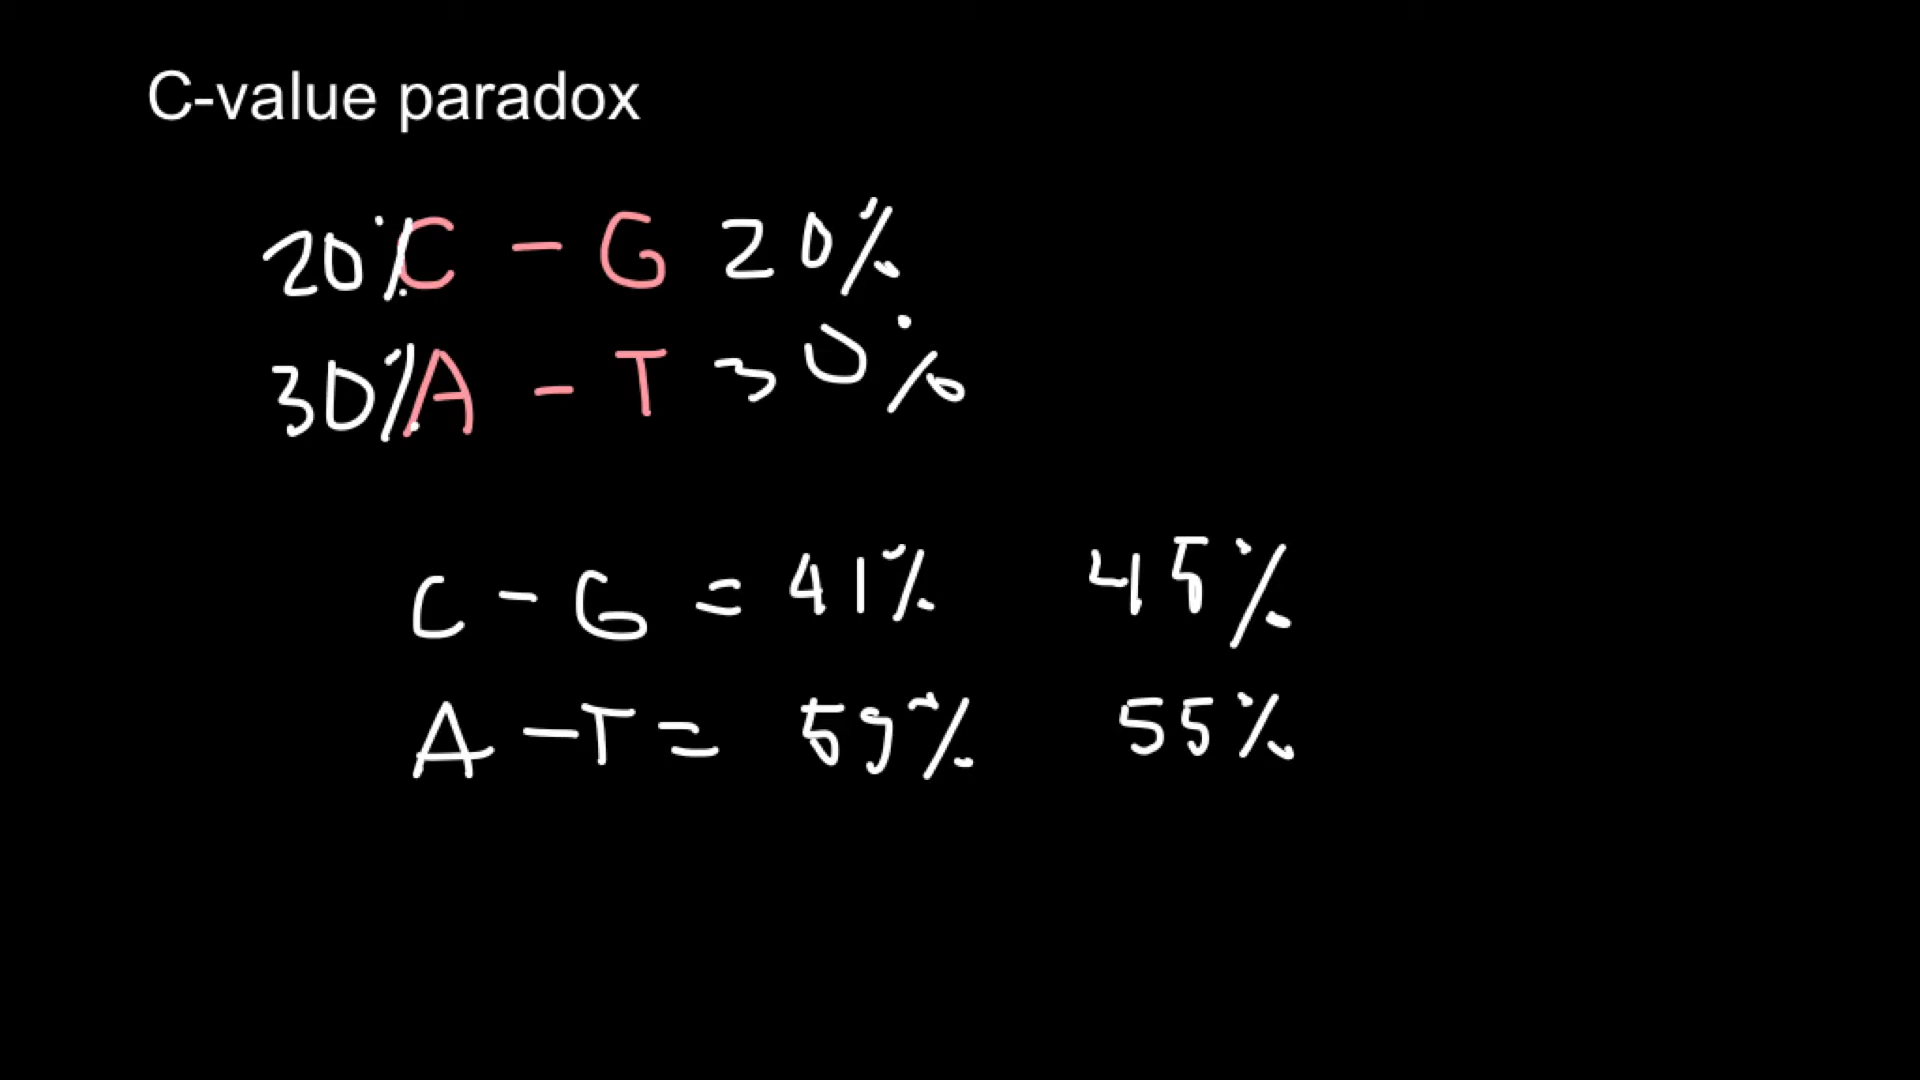 C-value paradox
20% C - G 20%
30% A - T 30%
C - G = 41% 45%
A - T = 59% 55%